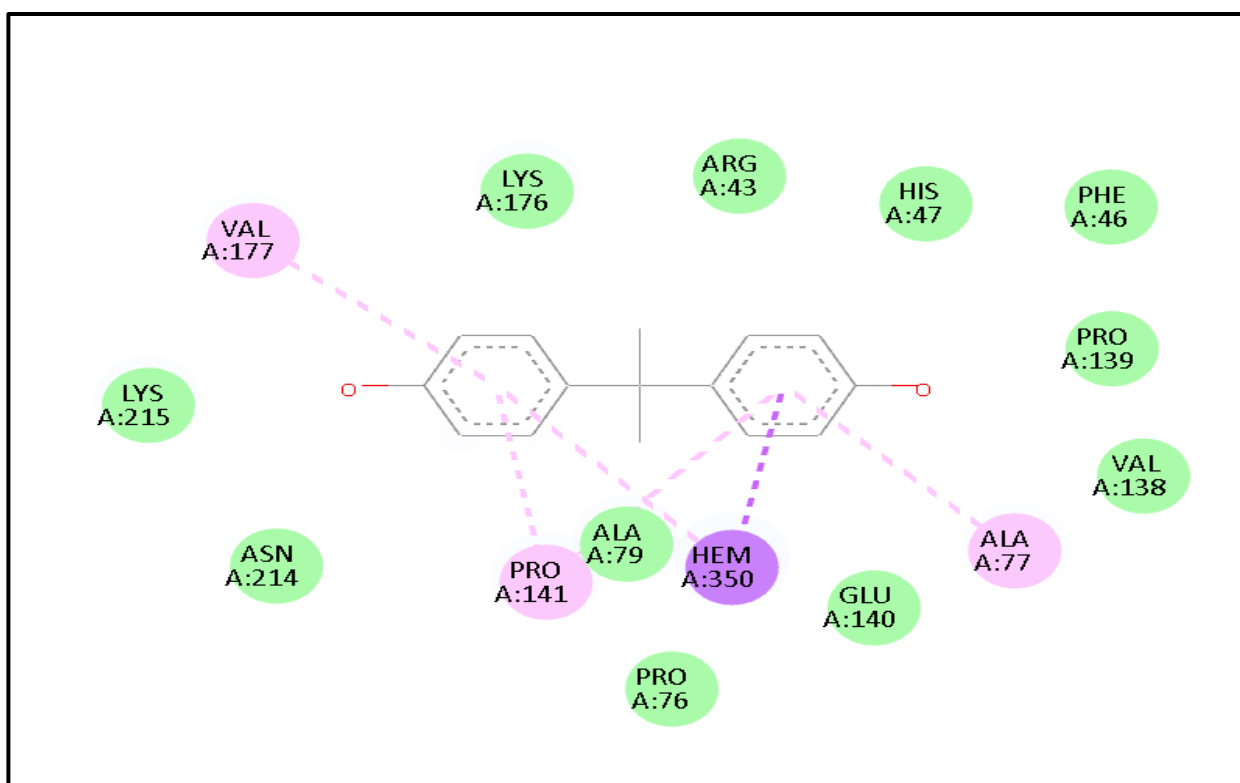 ARG
A:43
LYS
A:176
HIS
A:47
PHE
A:46
VAL
A:177
PRO
A:139
O
O
LYS
A:215
VAL
A:138
ALA
A:79
ALA
A:77
ASN
A:214
PRO
A:141
HEM
A:350
GLU
A:140
PRO
A:76